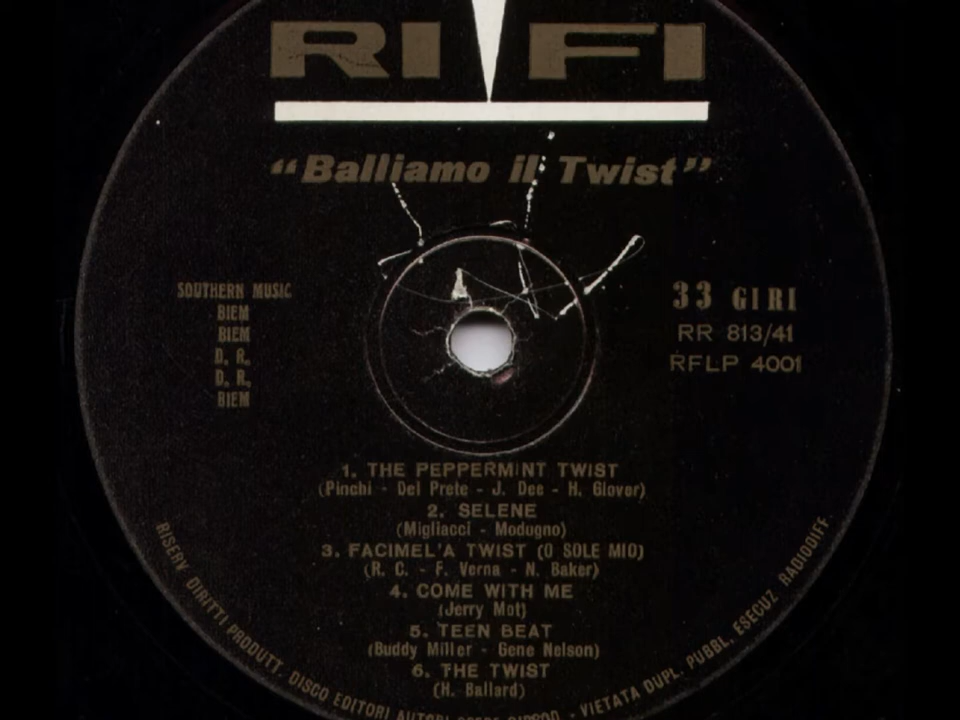 RI FI
"Balliamo il Twist"
SOUTHERN MUSIC
BIEM
BIEM
D. R.
D. R.
BIEM
33 GIRI
RR 813/41
RFLP 4001
1. THE PEPPERMINT TWIST
(Pinchi - Del Prete - J. Dee - H. Glover)
2. SELENE
(Migliacci - Modugno)
3. FACIMEL'A TWIST (O SOLE MIO)
(R. C. - F. Verna - N. Baker)
4. COME WITH ME
(Jerry Mot)
5. TEEN BEAT
(Buddy Miller - Gene Nelson)
6. THE TWIST
(H. Ballard)
RISERV DIRITTI PRODUTT. DISCO EDITORI AUTORI - VIETATA DUPL. PUBBL. ESECUZ RADIODIFF